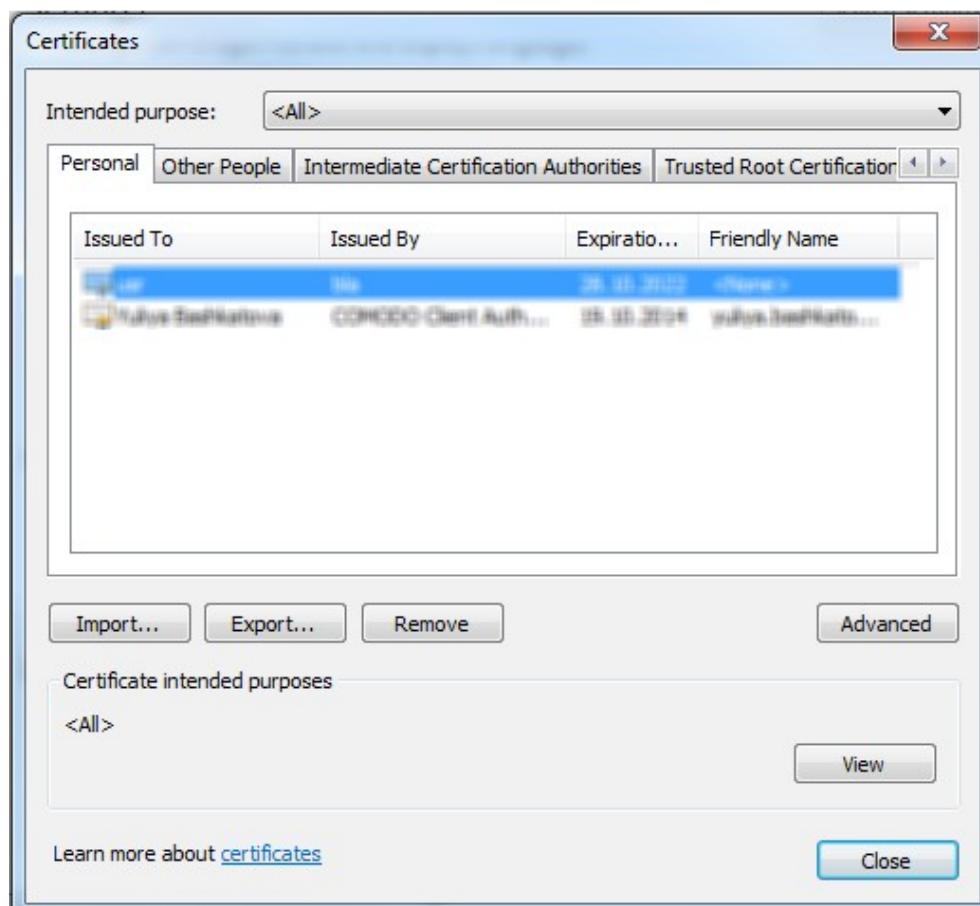 Certificates
Intended purpose: <All>
Personal Other People Intermediate Certification Authorities Trusted Root Certification
Issued To Issued By Expiratio... Friendly Name
Import... Export... Remove Advanced
Certificate intended purposes
<All>
View
Learn more about certificates
Close